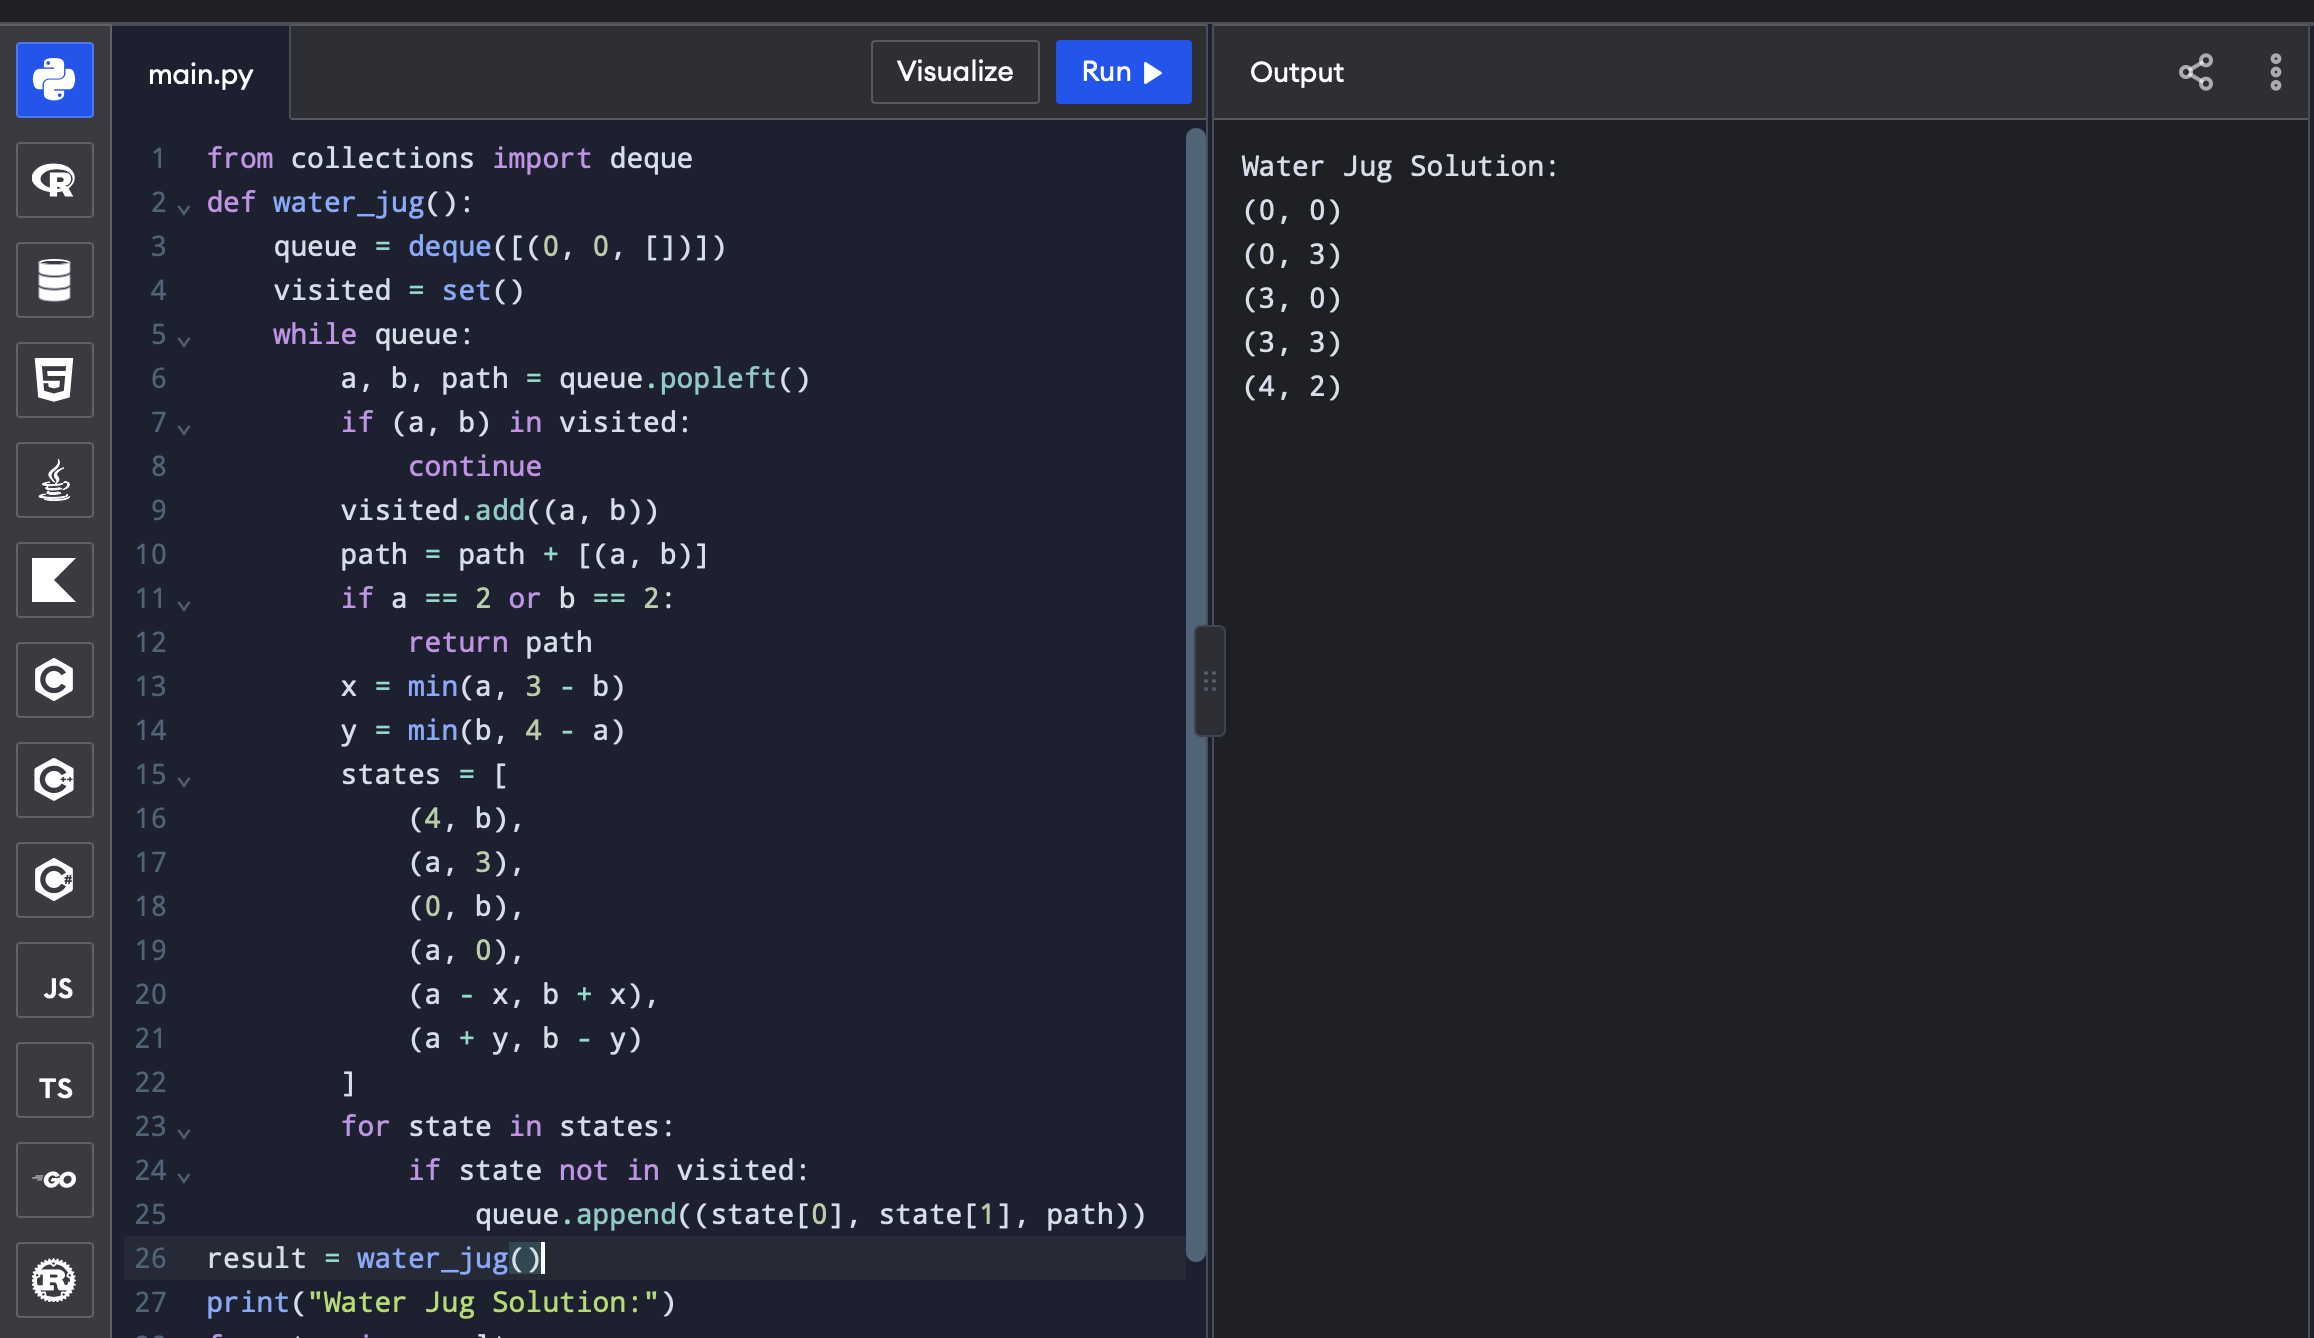 main.py
Visualize
Run
Output
JS
TS
GO
1 from collections import deque
2 def water_jug():
3     queue = deque([(0, 0, [])])
4     visited = set()
5     while queue:
6         a, b, path = queue.popleft()
7         if (a, b) in visited:
8             continue
9         visited.add((a, b))
10         path = path + [(a, b)]
11         if a == 2 or b == 2:
12             return path
13         x = min(a, 3 - b)
14         y = min(b, 4 - a)
15         states = [
16             (4, b),
17             (a, 3),
18             (0, b),
19             (a, 0),
20             (a - x, b + x),
21             (a + y, b - y)
22         ]
23         for state in states:
24             if state not in visited:
25                 queue.append((state[0], state[1], path))
26 result = water_jug()
27 print("Water Jug Solution:")
Water Jug Solution:
(0, 0)
(0, 3)
(3, 0)
(3, 3)
(4, 2)